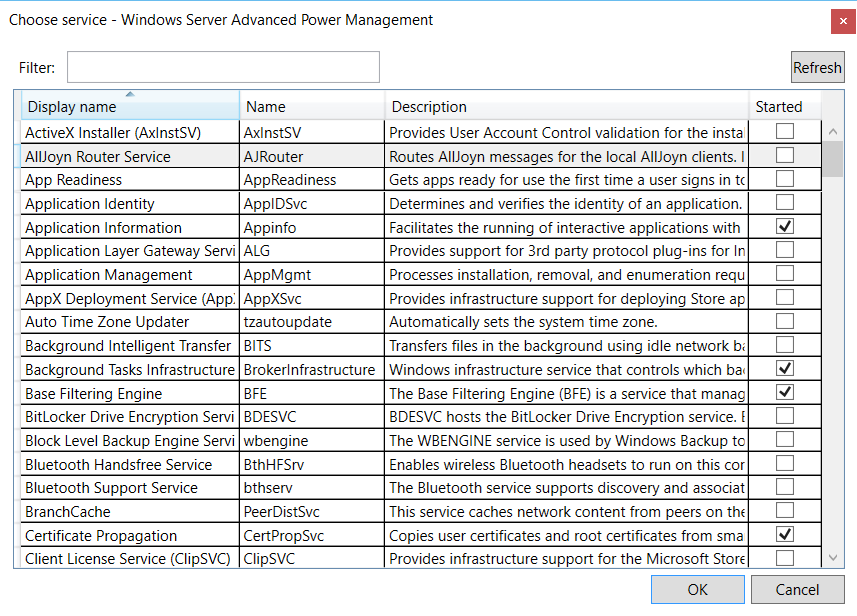 Choose service - Windows Server Advanced Power Management
Filter:
Refresh
Display name Name Description Started
ActiveX Installer (AxInstSV) AxInstSV Provides User Account Control validation for the instal
AllJoyn Router Service AJRouter Routes AllJoyn messages for the local AllJoyn clients. I
App Readiness AppReadiness Gets apps ready for use the first time a user signs in to
Application Identity AppIDSvc Determines and verifies the identity of an application.
Application Information Appinfo Facilitates the running of interactive applications with
Application Layer Gateway Servi ALG Provides support for 3rd party protocol plug-ins for In
Application Management AppMgmt Processes installation, removal, and enumeration requ
AppX Deployment Service (AppX AppXSvc Provides infrastructure support for deploying Store ap
Auto Time Zone Updater tzautoupdate Automatically sets the system time zone.
Background Intelligent Transfer BITS Transfers files in the background using idle network ba
Background Tasks Infrastructure BrokerInfrastructure Windows infrastructure service that controls which bac
Base Filtering Engine BFE The Base Filtering Engine (BFE) is a service that manag
BitLocker Drive Encryption Servi BDESVC BDESVC hosts the BitLocker Drive Encryption service. B
Block Level Backup Engine Servi wbengine The WBENGINE service is used by Windows Backup to
Bluetooth Handsfree Service BthHFSrv Enables wireless Bluetooth headsets to run on this con
Bluetooth Support Service bthserv The Bluetooth service supports discovery and associat
BranchCache PeerDistSvc This service caches network content from peers on the
Certificate Propagation CertPropSvc Copies user certificates and root certificates from sma
Client License Service (ClipSVC) ClipSVC Provides infrastructure support for the Microsoft Store
OK Cancel